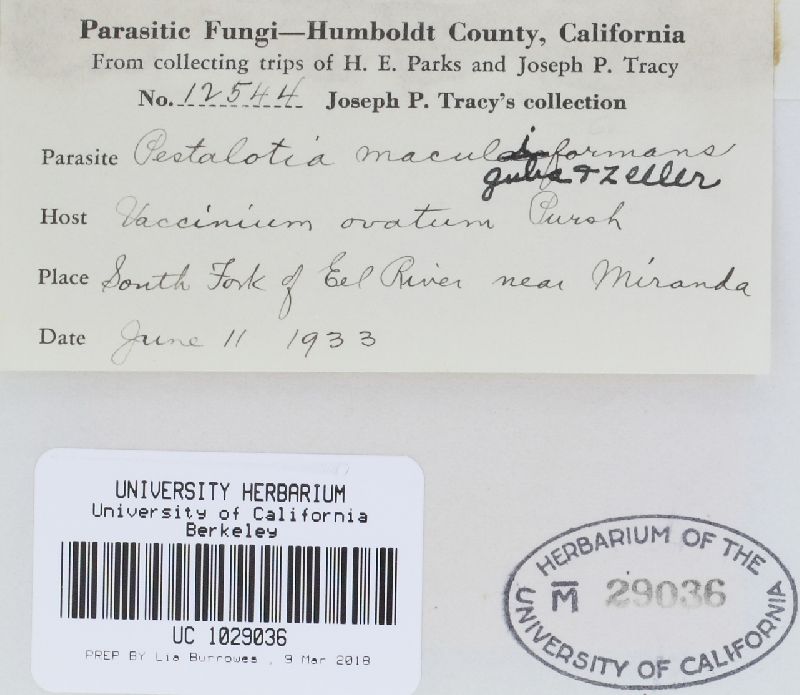 Parasitic Fungi—Humboldt County, California
From collecting trips of H. E. Parks and Joseph P. Tracy
No. 12544 Joseph P. Tracy's collection
Parasite Pestalotia maculiformans
Guba & Zeller
Host Vaccinium ovatum Pursh
Place South Fork of Eel River near Miranda
Date June 11 1933
UNIVERSITY HERBARIUM
University of California
Berkeley
UC 1029036
PREP BY Lia Burrowes , 9 Mar 2018
HERBARIUM OF THE
M 29036
UNIVERSITY OF CALIFORNIA